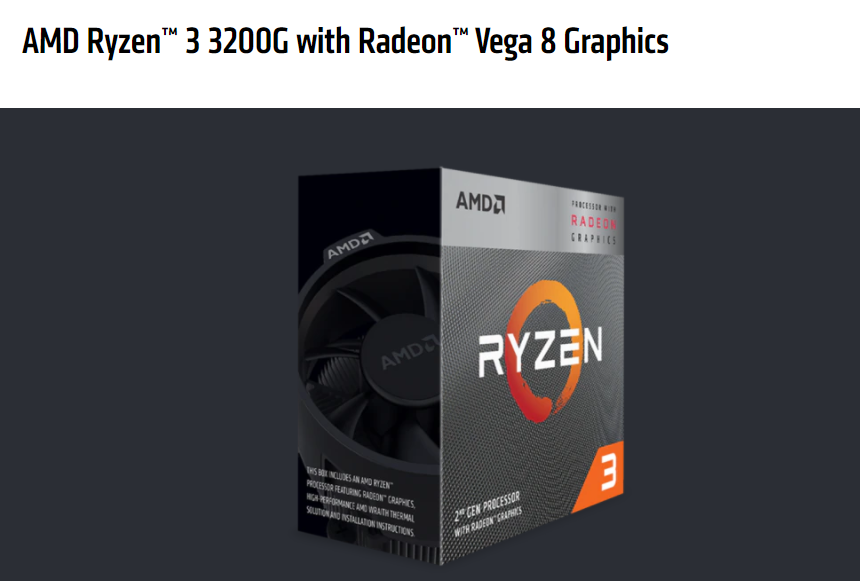 AMD Ryzen™ 3 3200G with Radeon™ Vega 8 Graphics
AMD
AMD
THIS BOX INCLUDES AN AMD RYZEN™
PROCESSOR FEATURING RADEON™ GRAPHICS,
HIGH-PERFORMANCE AMD WRAITH THERMAL
SOLUTION AND INSTALLATION INSTRUCTIONS.
AMD
PROCESSOR WITH
RADEON
GRAPHICS
RYZEN
3
2ND GEN PROCESSOR
WITH RADEON™ GRAPHICS